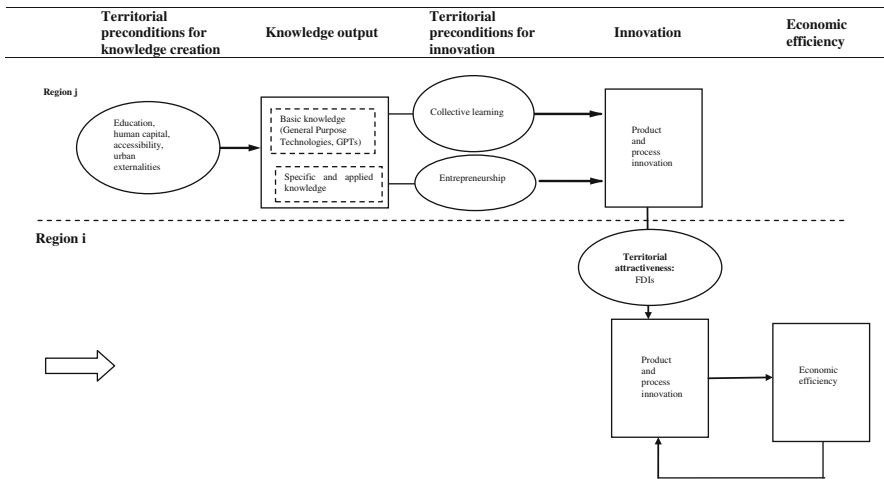 Territorial
preconditions for
knowledge creation
Knowledge output
Territorial
preconditions for
innovation
Innovation
Economic
efficiency
Region j
Education,
human capital,
accessibility,
urban
externalities
Basic knowledge
(General Purpose
Technologies, GPTs)
Specific and applied
knowledge
Collective learning
Entrepreneurship
Product
and
process
innovation
Region i
Territorial
attractiveness:
FDIs
Product
and
process
innovation
Economic
efficiency